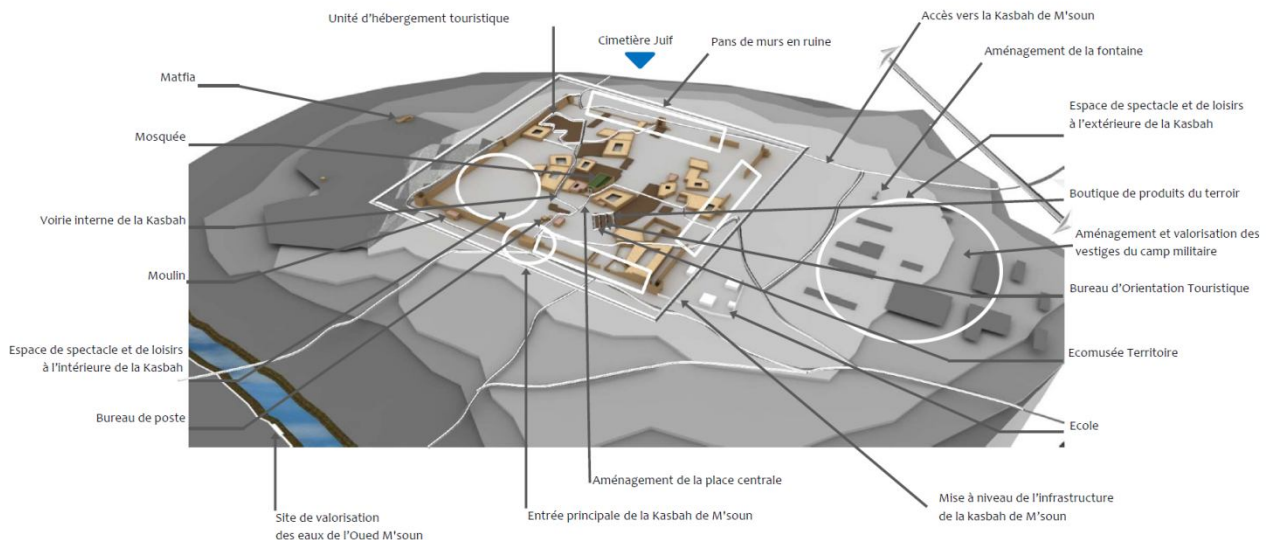 Unité d'hébergement touristique
Cimetière Juif
Pans de murs en ruine
Accès vers la Kasbah de M'soun
Aménagement de la fontaine
Matfia
Espace de spectacle et de loisirs
à l'extérieure de la Kasbah
Mosquée
Boutique de produits du terroir
Voirie interne de la Kasbah
Aménagement et valorisation des
vestiges du camp militaire
Moulin
Bureau d'Orientation Touristique
Espace de spectacle et de loisirs
à l'intérieure de la Kasbah
Ecomusée Territoire
Bureau de poste
Ecole
Aménagement de la place centrale
Mise à niveau de l'infrastructure
de la kasbah de M'soun
Site de valorisation
des eaux de l'Oued M'soun
Entrée principale de la Kasbah de M'soun